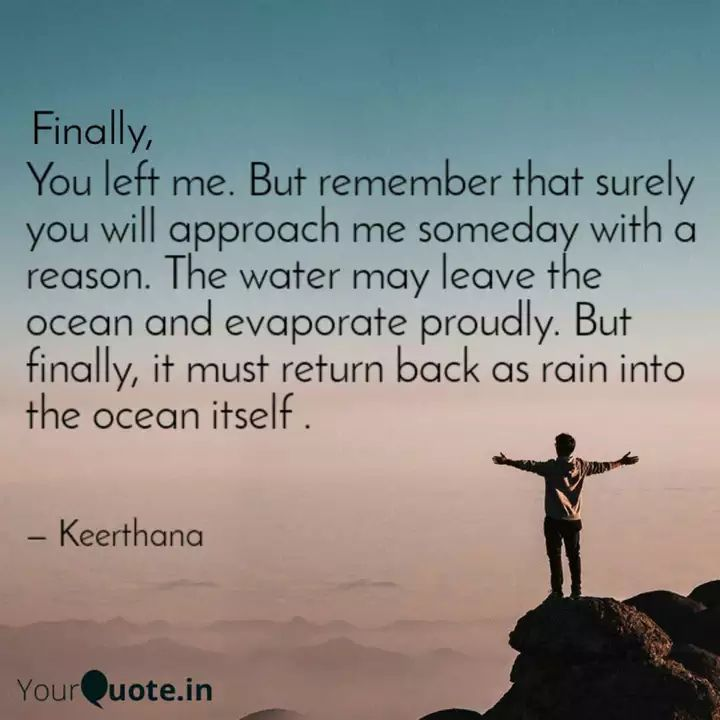 Finally,
You left me. But remember that surely
you will approach me someday with a
reason. The water may leave the
ocean and evaporate proudly. But
finally, it must return back as rain into
the ocean itself .
– Keerthana
YourQuote.in